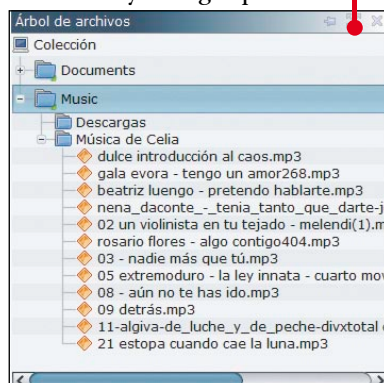 Árbol de archivos
Colección
Documents
Music
Descargas
Música de Celia
dulce introducción al caos.mp3
gala evora - tengo un amor268.mp3
beatriz luengo - pretendo hablarte.mp3
nena_daconte_-_tenia_tanto_que_darte-j
02 un violinista en tu tejado - melendi(1).m
rosario flores - algo contigo404.mp3
03 - nadie más que tú.mp3
05 extremoduro - la ley innata - cuarto mov
08 - aún no te has ido.mp3
09 detrás.mp3
11-algiva-de_luche_y_de_peche-divxtotal
21 estopa cuando cae la luna.mp3